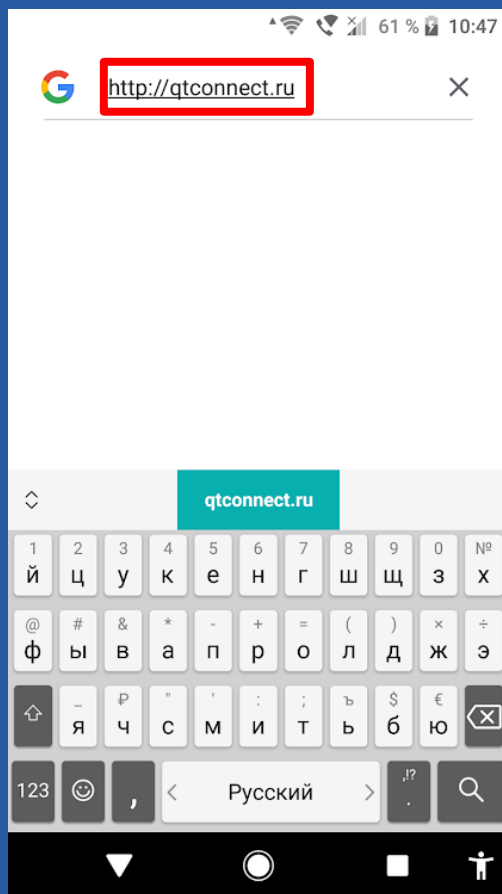 61 % 10:47
http://qtconnect.ru
qtconnect.ru
1 2 3 4 5 6 7 8 9 0 №
й ц у к е н г ш щ з х
@ # & * - + = ( ) × ÷
ф ы в а п р о л д ж э
_ ₽ " ' : ; ъ $ €
я ч с м и т ь б ю
,!?
123 , < Русский > .